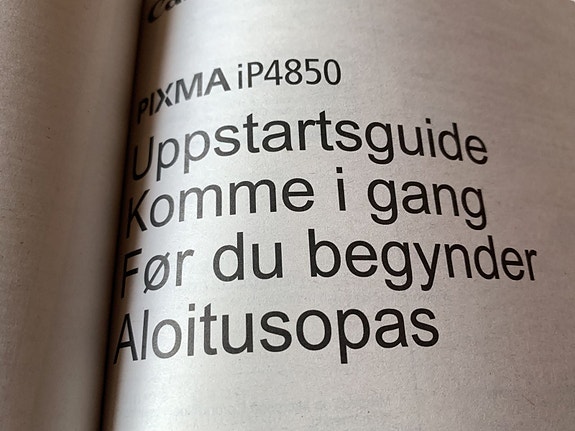 PIXMA iP4850
Uppstartsguide
Komme i gang
Før du begynder
Aloitusopas